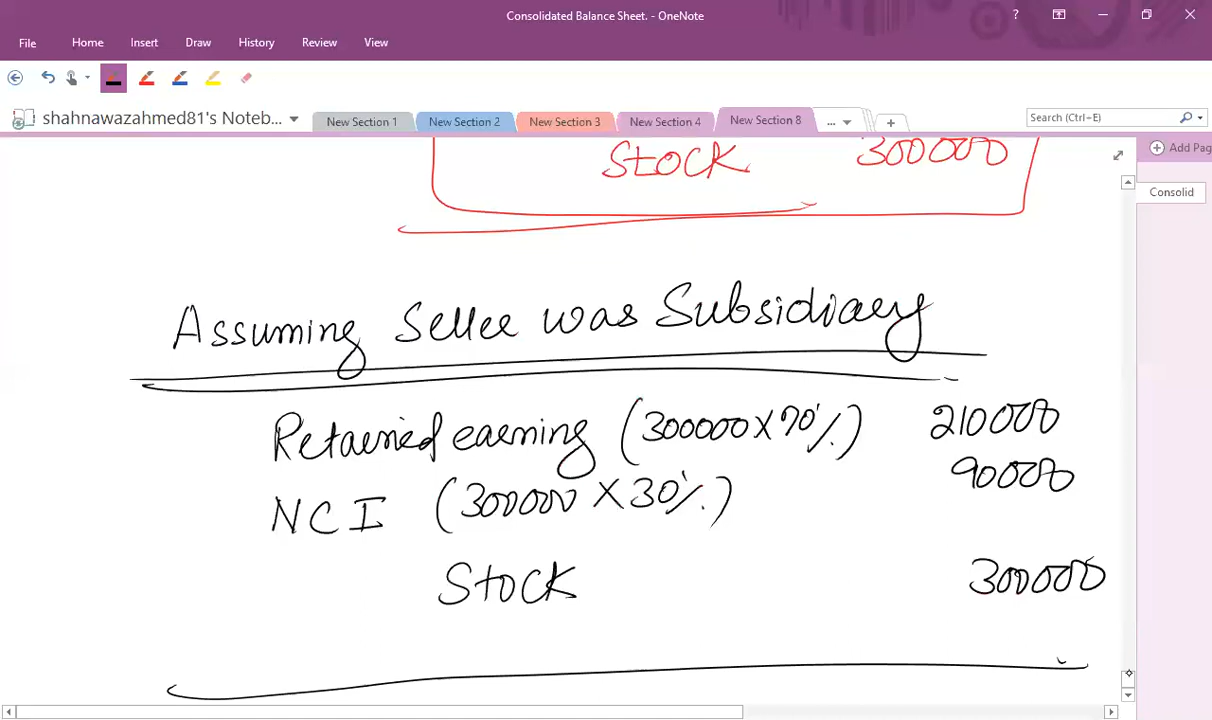 Consolidated Balance Sheet. - OneNote
?
File Home Insert Draw History Review View
shahnawazahmed81's Noteb... New Section 1 New Section 2 New Section 3 New Section 4 New Section 8 ... + Search (Ctrl+E)
Add Pag
Consolid
Stock 300000
Assuming Seller was Subsidiary
Retained earning (300000 X 70%) 210000
NCI (300000 X 30%) 90000
Stock 300000